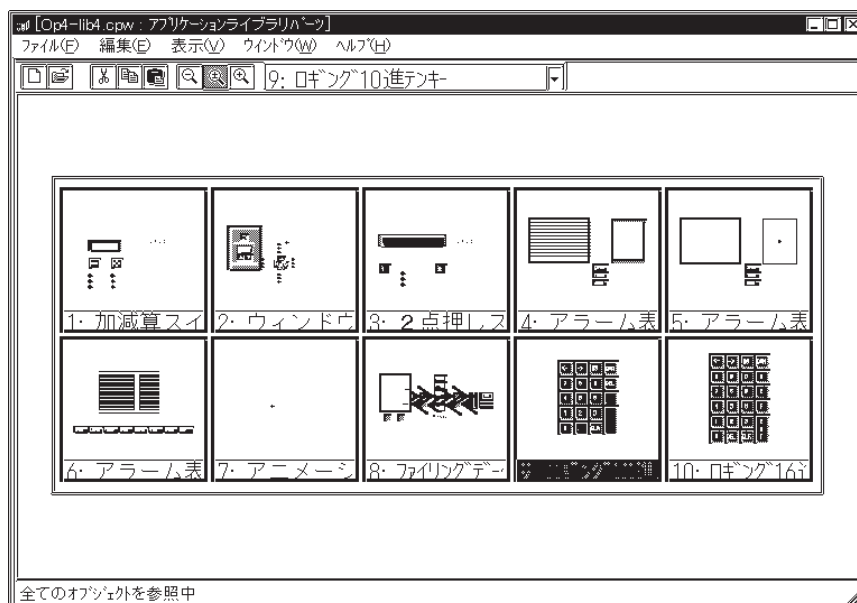 [Op4-lib4.cpw : ｱﾌﾟﾘｹｰｼｮﾝﾗｲﾌﾞﾗﾘﾊﾟｰﾂ]
ﾌｧｲﾙ(F) 編集(E) 表示(V) ｳｨﾝﾄﾞｳ(W) ﾍﾙﾌﾟ(H)
9: ﾛｷﾞﾝｸﾞ10進ﾃﾝｷｰ
1: 加減算スイ 2: ウィンドウ 3: 2点押しス 4: アラーム表 5: アラーム表
6: アラーム表 7: アニメーシ 8: ﾌｧｲﾘﾝｸﾞﾃﾞｰ 10: ﾛｷﾞﾝｸﾞ16
全てのｵﾌﾞｼﾞｪｸﾄを参照中